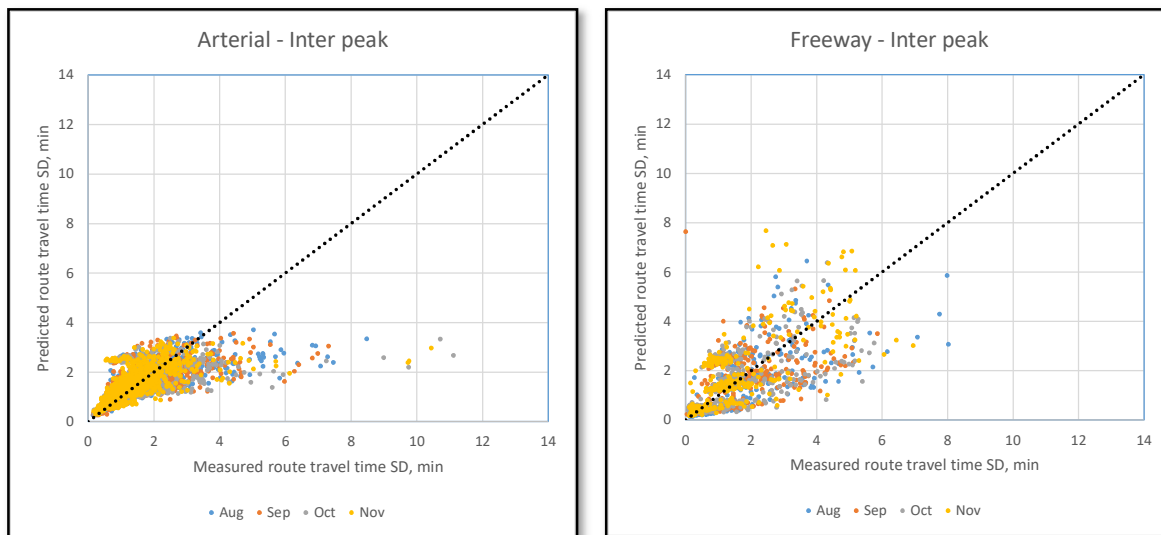 Arterial - Inter peak
14
12
10
8
6
4
2
0
0 2 4 6 8 10 12 14
Predicted route travel time SD, min
Measured route travel time SD, min
Aug Sep Oct Nov
Freeway - Inter peak
14
12
10
8
6
4
2
0
0 2 4 6 8 10 12 14
Predicted route travel time SD, min
Measured route travel time SD, min
Aug Sep Oct Nov